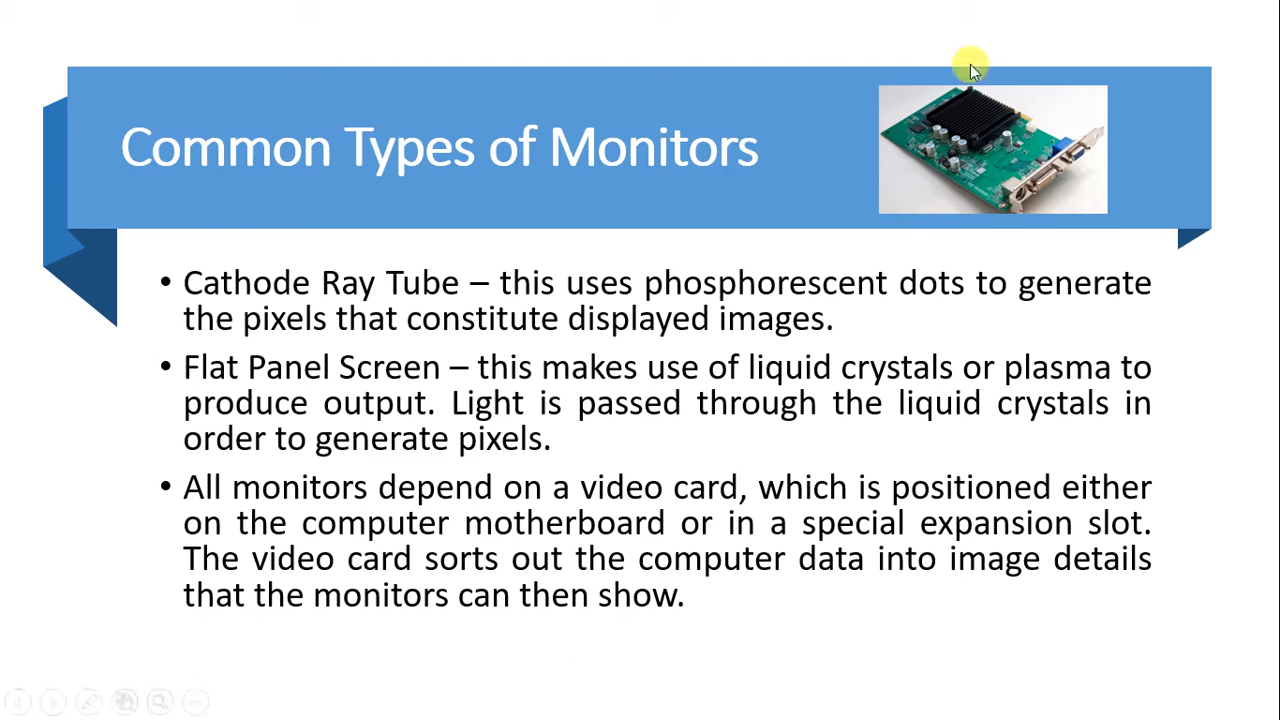 Common Types of Monitors
• Cathode Ray Tube – this uses phosphorescent dots to generate
the pixels that constitute displayed images.
• Flat Panel Screen – this makes use of liquid crystals or plasma to
produce output. Light is passed through the liquid crystals in
order to generate pixels.
• All monitors depend on a video card, which is positioned either
on the computer motherboard or in a special expansion slot.
The video card sorts out the computer data into image details
that the monitors can then show.